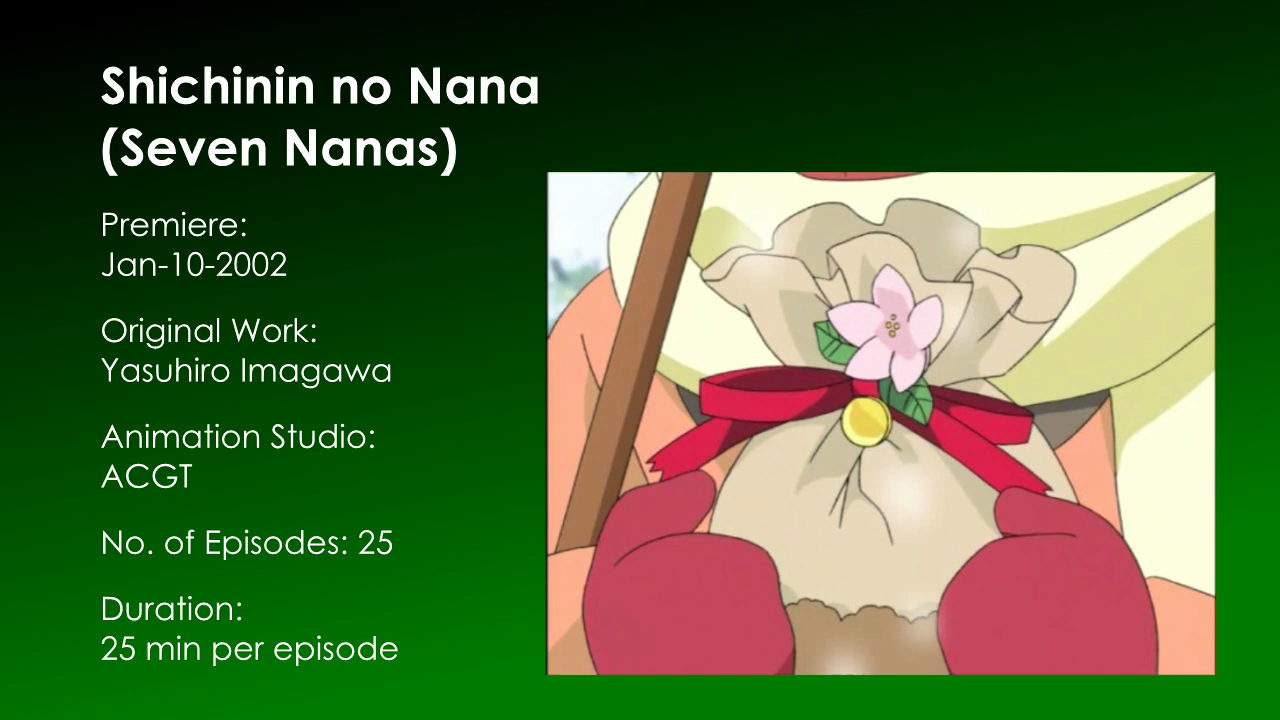 Shichinin no Nana
(Seven Nanas)
Premiere:
Jan-10-2002
Original Work:
Yasuhiro Imagawa
Animation Studio:
ACGT
No. of Episodes: 25
Duration:
25 min per episode